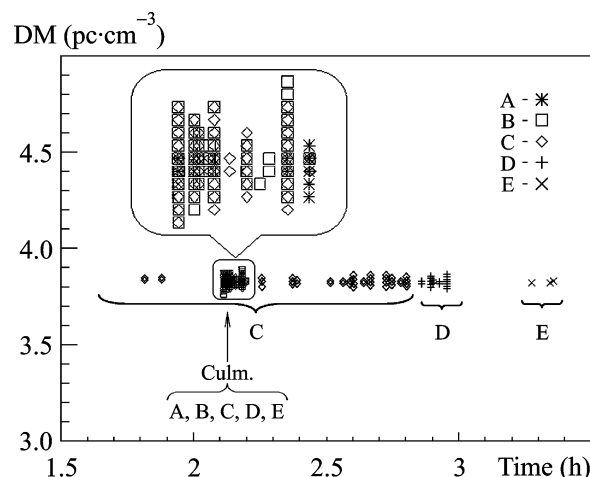 DM (pc·cm⁻³)
A - ✳
B - □
4.5
C - ◇
D - +
E - ×
4.0
C
D
E
3.5
Culm.
A, B, C, D, E
3.0
1.5
2
2.5
3
Time (h)